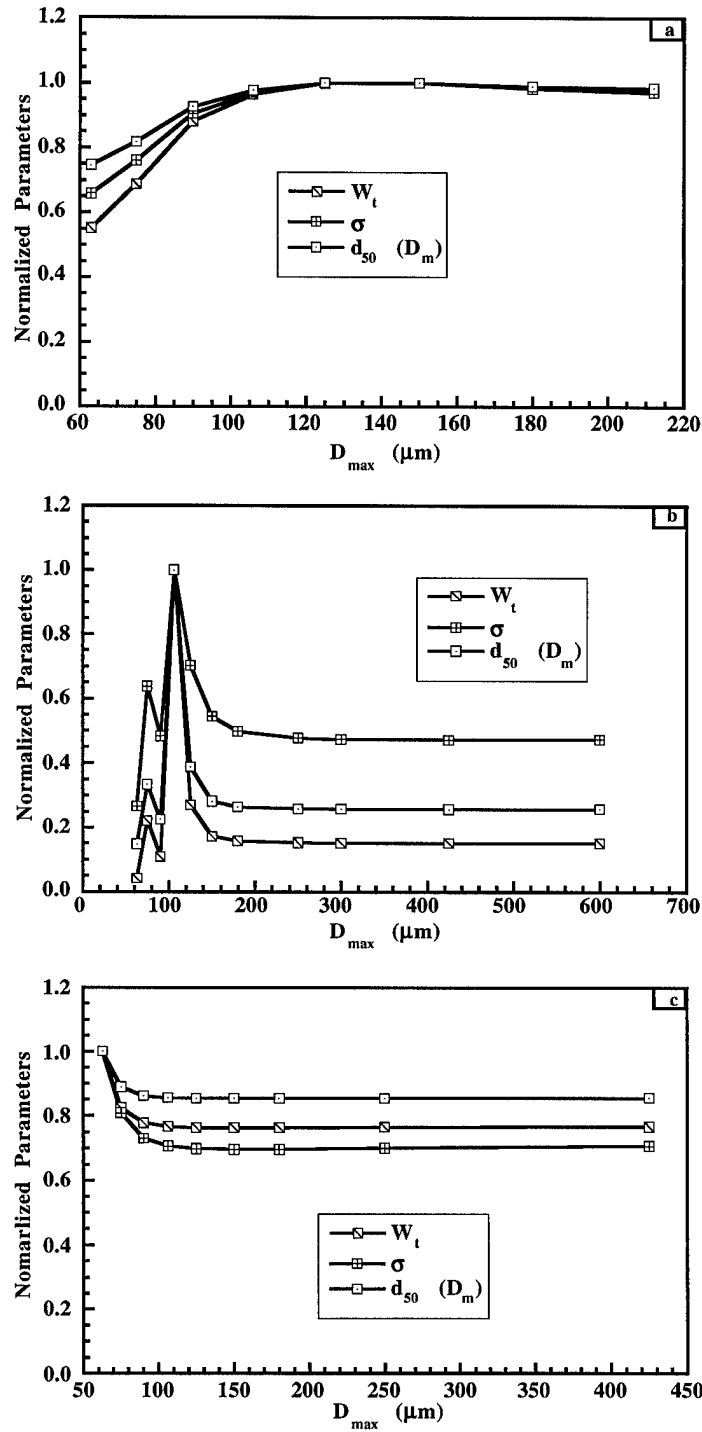 a
1.2
1.0
0.8
0.6
0.4
0.2
0.0
Normalized Parameters
W_t
σ
d_50 (D_m)
60 80 100 120 140 160 180 200 220
D_max (μm)
b
1.2
1.0
0.8
0.6
0.4
0.2
0.0
Normalized Parameters
W_t
σ
d_50 (D_m)
0 100 200 300 400 500 600 700
D_max (μm)
c
1.2
1.0
0.8
0.6
0.4
0.2
0.0
Nomarlized Parameters
W_t
σ
d_50 (D_m)
50 100 150 200 250 300 350 400 450
D_max (μm)